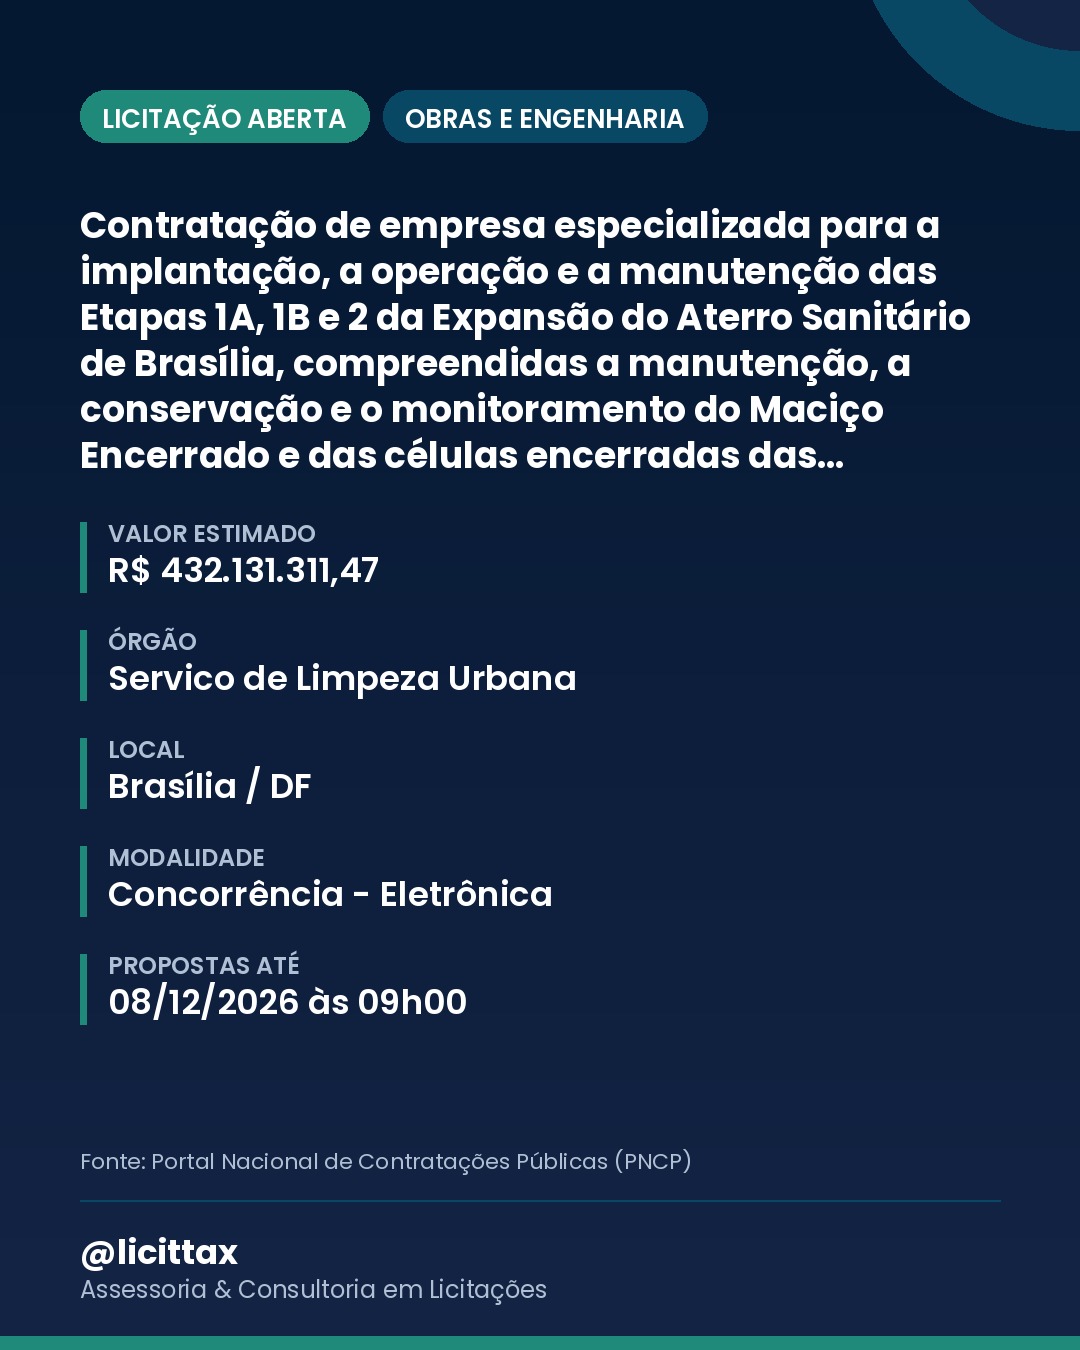 LICITAÇÃO ABERTA
OBRAS E ENGENHARIA
Contratação de empresa especializada para a
implantação, a operação e a manutenção das
Etapas 1A, 1B e 2 da Expansão do Aterro Sanitário
de Brasília, compreendidas a manutenção, a
conservação e o monitoramento do Maciço
Encerrado e das células encerradas das...
VALOR ESTIMADO
R$ 432.131.311,47
ÓRGÃO
Servico de Limpeza Urbana
LOCAL
Brasília / DF
MODALIDADE
Concorrência - Eletrônica
PROPOSTAS ATÉ
08/12/2026 às 09h00
Fonte: Portal Nacional de Contratações Públicas (PNCP)
@licittax
Assessoria & Consultoria em Licitações